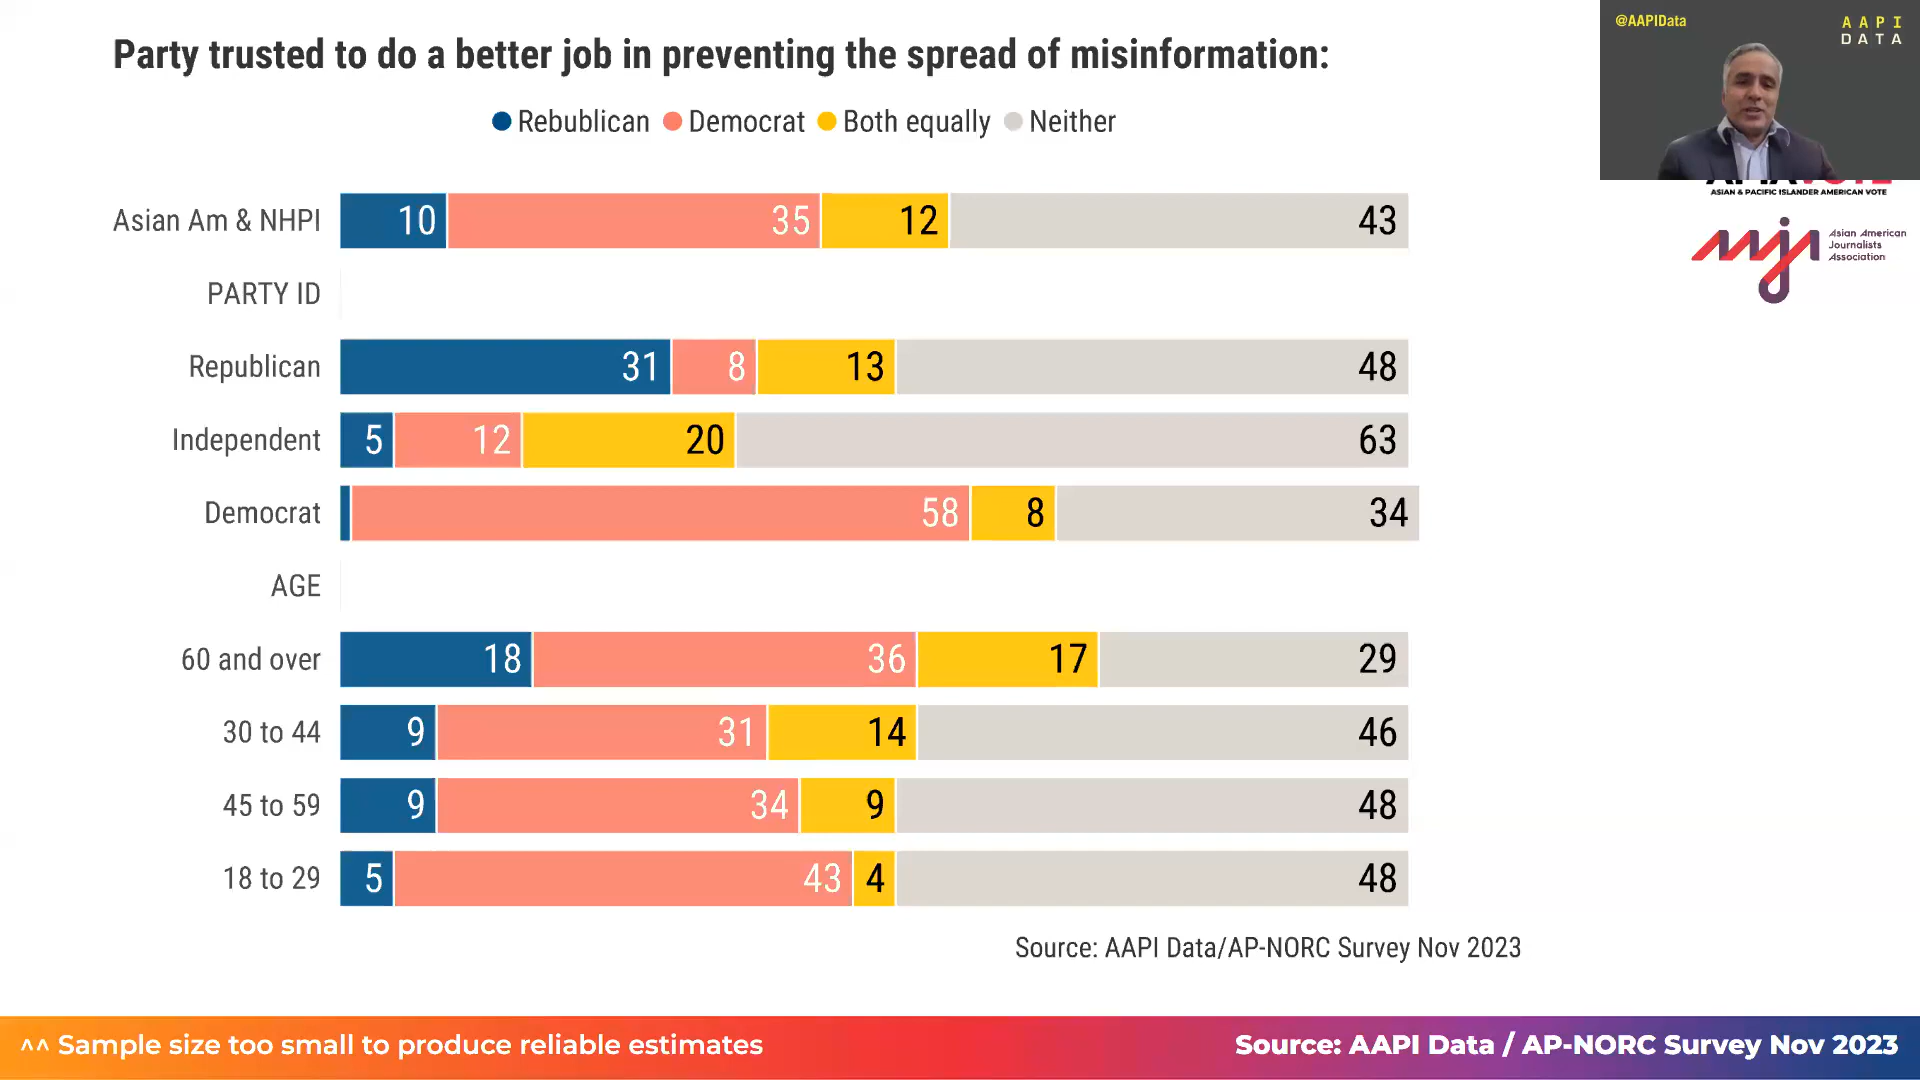 Party trusted to do a better job in preventing the spread of misinformation:
Rebublican Democrat Both equally Neither
Asian Am & NHPI 10 35 12 43
PARTY ID
Republican 31 8 13 48
Independent 5 12 20 63
Democrat 58 8 34
AGE
60 and over 18 36 17 29
30 to 44 9 31 14 46
45 to 59 9 34 9 48
18 to 29 5 43 4 48
Source: AAPI Data/AP-NORC Survey Nov 2023
^^ Sample size too small to produce reliable estimates
Source: AAPI Data / AP-NORC Survey Nov 2023
@AAPIData
AAPI
DATA
ASIAN & PACIFIC ISLANDER AMERICAN VOTE
aaja
Asian American
Journalists
Association